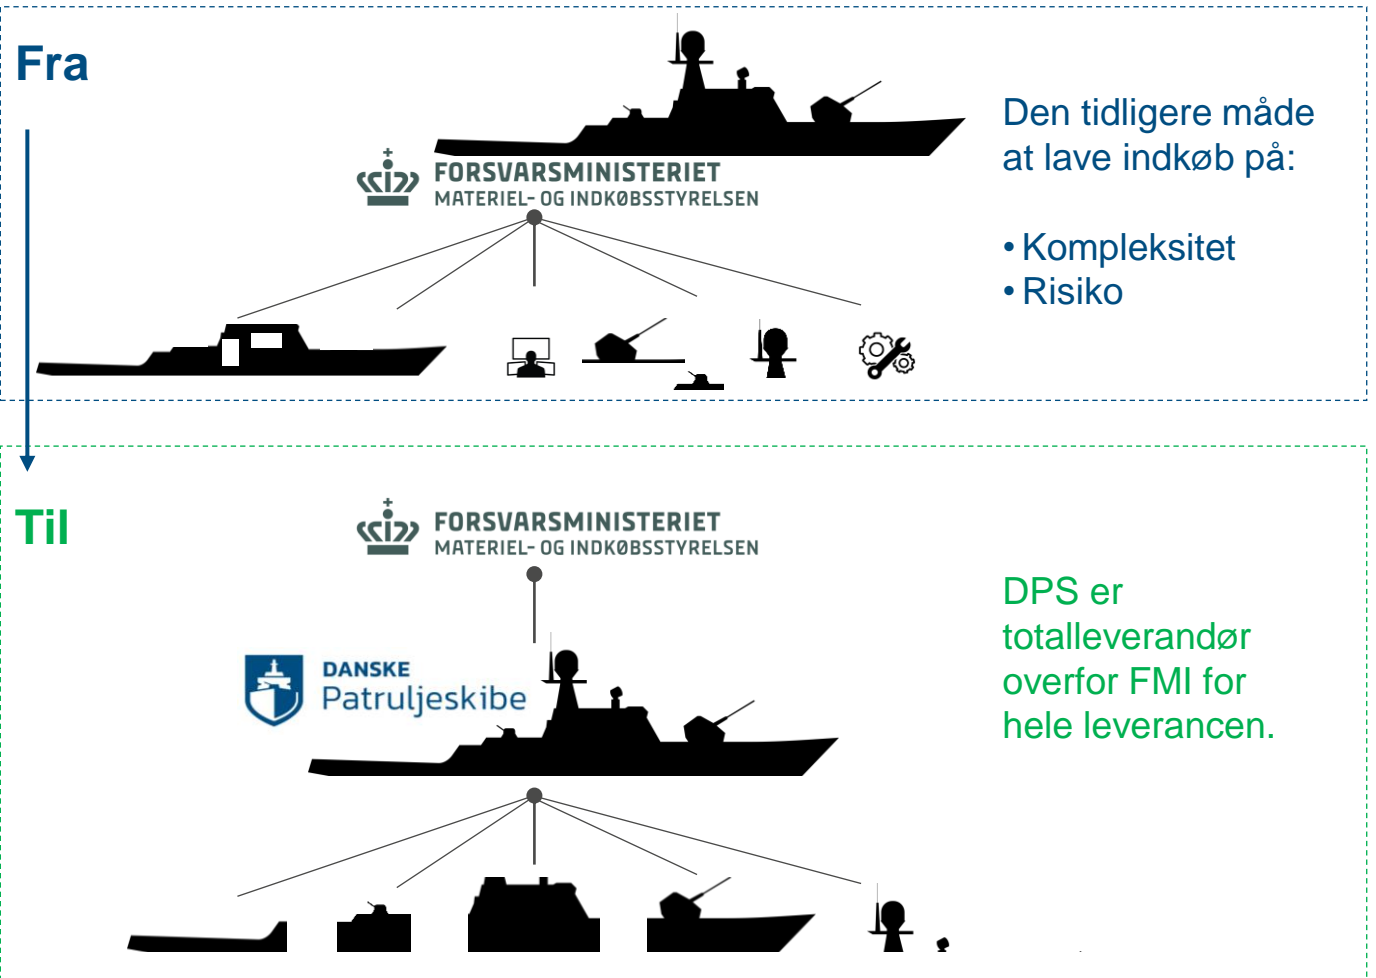 Fra
Den tidligere måde
at lave indkøb på:
FORSVARSMINISTERIET
MATERIEL- OG INDKØBSSTYRELSEN
• Kompleksitet
• Risiko
Til
FORSVARSMINISTERIET
MATERIEL- OG INDKØBSSTYRELSEN
DPS er
totalleverandør
overfor FMI for
hele leverancen.
DANSKE
Patruljeskibe